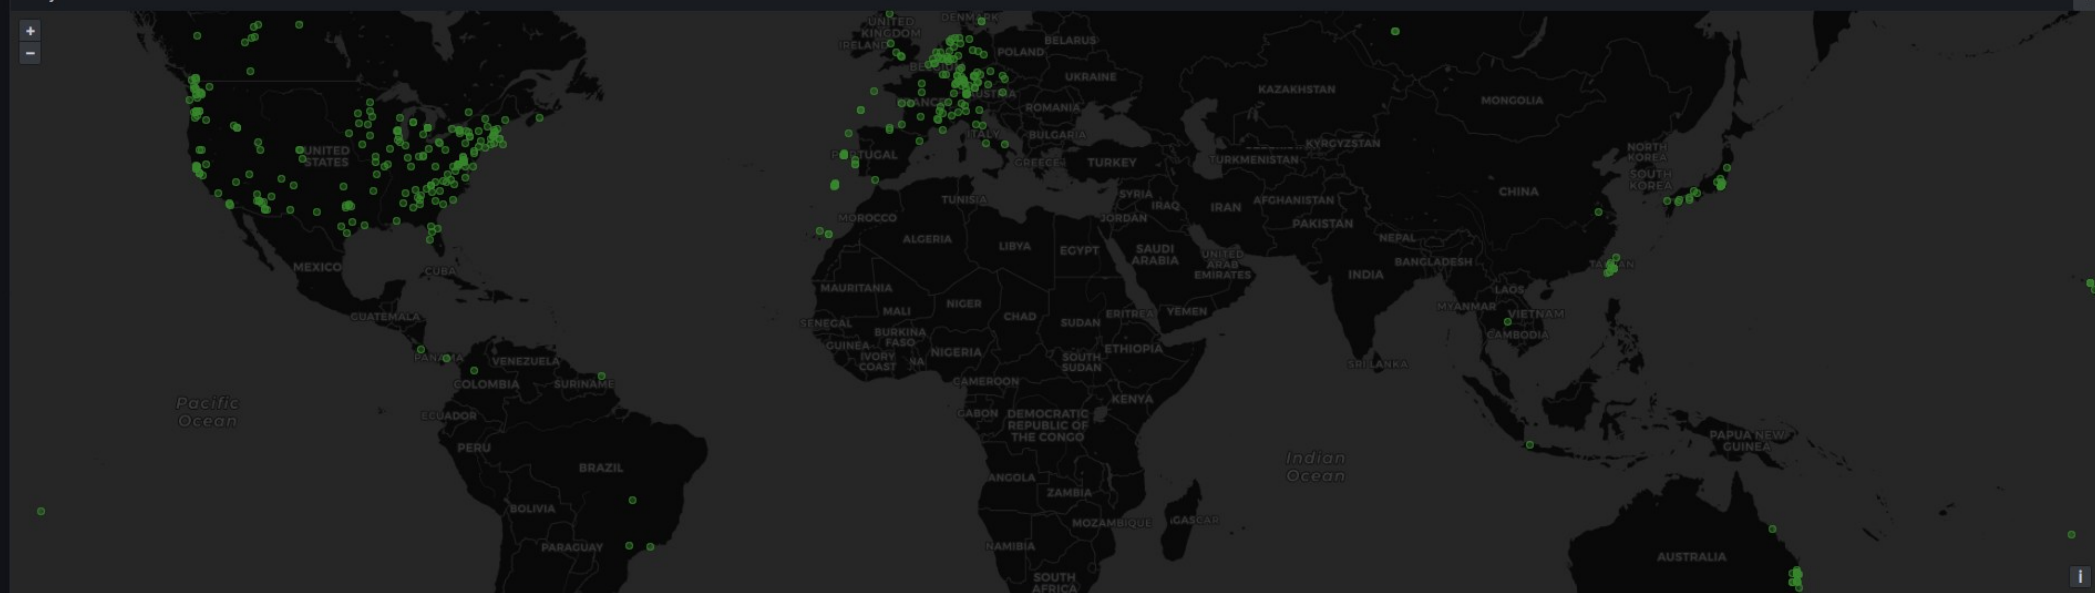 +
−
UNITED
KINGDOM
IRELAND
DENMARK
BELARUS
POLAND
UKRAINE
KAZAKHSTAN
MONGOLIA
ROMANIA
ITALY
BULGARIA
GREECE
TURKEY
KYRGYZSTAN
TURKMENISTAN
NORTH
KOREA
SOUTH
KOREA
CHINA
UNITED
STATES
TUNISIA
MOROCCO
SYRIA
IRAQ
JORDAN
IRAN
AFGHANISTAN
PAKISTAN
NEPAL
ALGERIA
LIBYA
EGYPT
SAUDI
ARABIA
UNITED
ARAB
EMIRATES
INDIA
BANGLADESH
MEXICO
CUBA
MAURITANIA
MALI
NIGER
CHAD
SUDAN
ERITREA
YEMEN
LAOS
MYANMAR
VIETNAM
CAMBODIA
GUATEMALA
SENEGAL
GUINEA
BURKINA
FASO
IVORY
COAST
NA
NIGERIA
SOUTH
SUDAN
ETHIOPIA
SRI LANKA
PANAMA
VENEZUELA
COLOMBIA
SURINAME
CAMEROON
KENYA
Pacific
Ocean
ECUADOR
GABON
DEMOCRATIC
REPUBLIC OF
THE CONGO
PERU
BRAZIL
PAPUA NEW
GUINEA
Indian
Ocean
ANGOLA
ZAMBIA
BOLIVIA
MOZAMBIQUE
GASCAR
PARAGUAY
NAMIBIA
AUSTRALIA
SOUTH
AFRICA
i